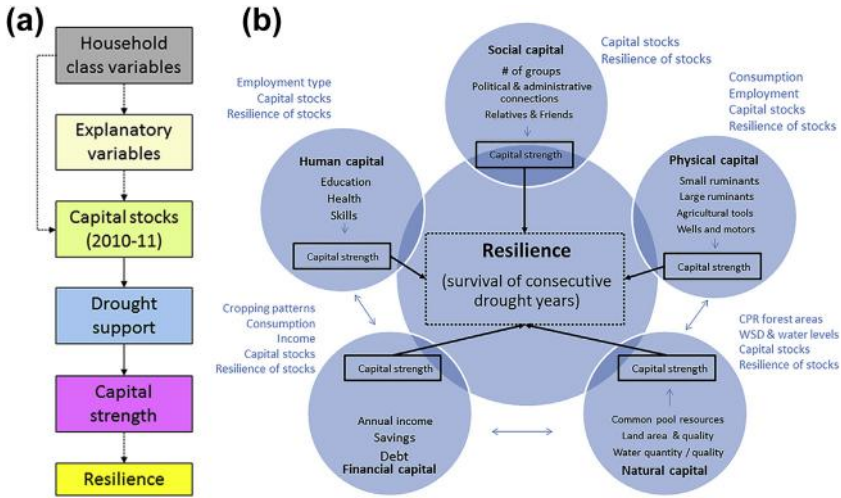 (a)
Household
class variables
Explanatory
variables
Capital stocks
(2010-11)
Drought
support
Capital
strength
Resilience
(b)
Social capital
# of groups
Political & administrative
connections
Relatives & Friends
Capital strength
Capital stocks
Resilience of stocks
Employment type
Capital stocks
Resilience of stocks
Human capital
Education
Health
Skills
Capital strength
Consumption
Employment
Capital stocks
Resilience of stocks
Physical capital
Small ruminants
Large ruminants
Agricultural tools
Wells and motors
Capital strength
Resilience
(survival of consecutive
drought years)
Cropping patterns
Consumption
Income
Capital stocks
Resilience of stocks
Capital strength
Annual income
Savings
Debt
Financial capital
CPR forest areas
WSD & water levels
Capital stocks
Resilience of stocks
Capital strength
Common pool resources
Land area & quality
Water quantity / quality
Natural capital